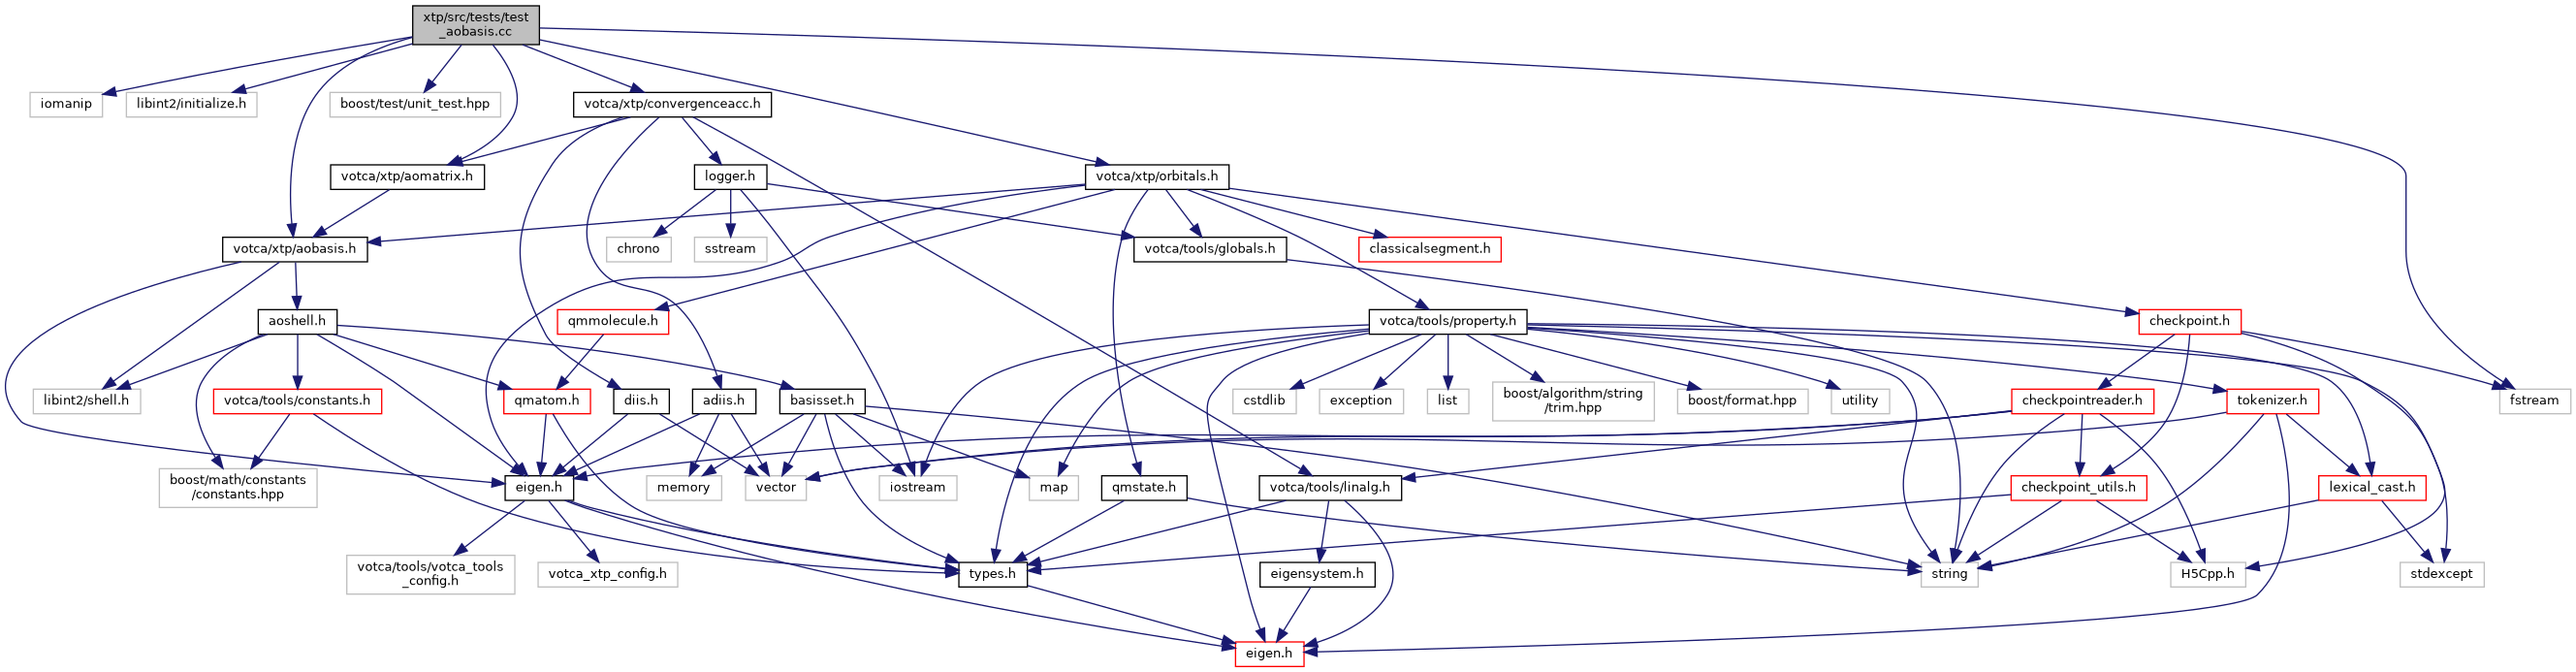 xtp/src/tests/test
_aobasis.cc
iomanip
libint2/initialize.h
boost/test/unit_test.hpp
votca/xtp/convergenceacc.h
votca/xtp/aomatrix.h
logger.h
votca/xtp/orbitals.h
votca/xtp/aobasis.h
chrono
sstream
votca/tools/globals.h
classicalsegment.h
aoshell.h
qmmolecule.h
votca/tools/property.h
checkpoint.h
libint2/shell.h
votca/tools/constants.h
qmatom.h
diis.h
adiis.h
basisset.h
cstdlib
exception
list
boost/algorithm/string
/trim.hpp
boost/format.hpp
utility
checkpointreader.h
tokenizer.h
fstream
boost/math/constants
/constants.hpp
eigen.h
memory
vector
iostream
map
qmstate.h
votca/tools/linalg.h
checkpoint_utils.h
lexical_cast.h
votca/tools/votca_tools
_config.h
votca_xtp_config.h
types.h
eigensystem.h
string
H5Cpp.h
stdexcept
eigen.h